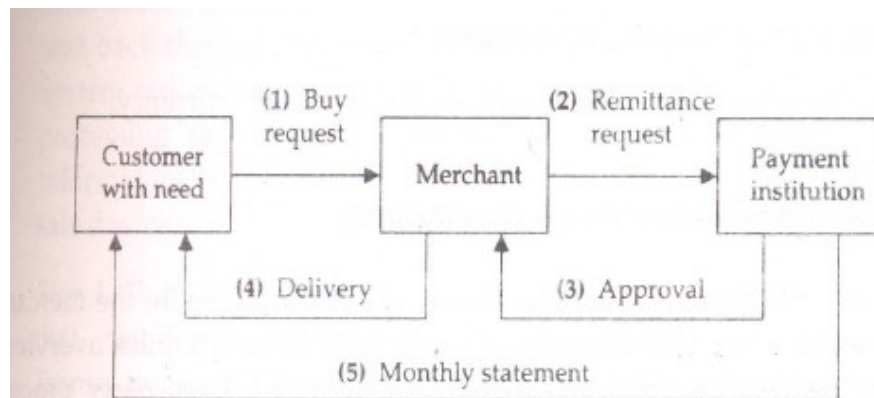 (1) Buy
request
(2) Remittance
request
Customer
with need
Merchant
Payment
institution
(4) Delivery
(3) Approval
(5) Monthly statement